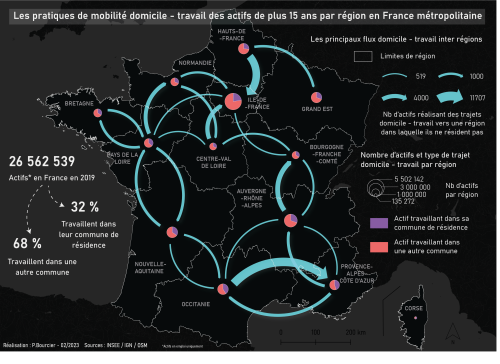 Les pratiques de mobilité domicile - travail des actifs de plus 15 ans par région en France métropolitaine
HAUTS-DE
-FRANCE
Les principaux flux domicile - travail inter régions
Limites de région
519
1000
4000
11707
Nb d'actifs réalisant des trajets
domicile - travail vers une région
dans laquelle ils ne résident pas
NORMANDIE
ILE-DE
-FRANCE
GRAND EST
BRETAGNE
PAYS DE LA
LOIRE
CENTRE-VAL
DE LOIRE
BOURGOGNE
-FRANCHE
-COMTÉ
Nombre d'actifs et type de trajet
domicile - travail par région
5 502 142
3 000 000
1 000 000
135 272
Nb d'actifs
par région
Actif travaillant dans sa
commune de résidence
Actif travaillant dans
une autre commune
26 562 539
Actifs* en France en 2019
32 %
Travaillent dans
leur commune de
résidence
68 %
Travaillent dans une
autre commune
AUVERGNE
-RHÔNE
-ALPES
NOUVELLE-
AQUITAINE
OCCITANIE
PROVENCE-
ALPES-
CÔTE D'AZUR
CORSE
0 100 200 km
Réalisation : P.Bourcier - 02/2023 Sources : INSEE / IGN / OSM